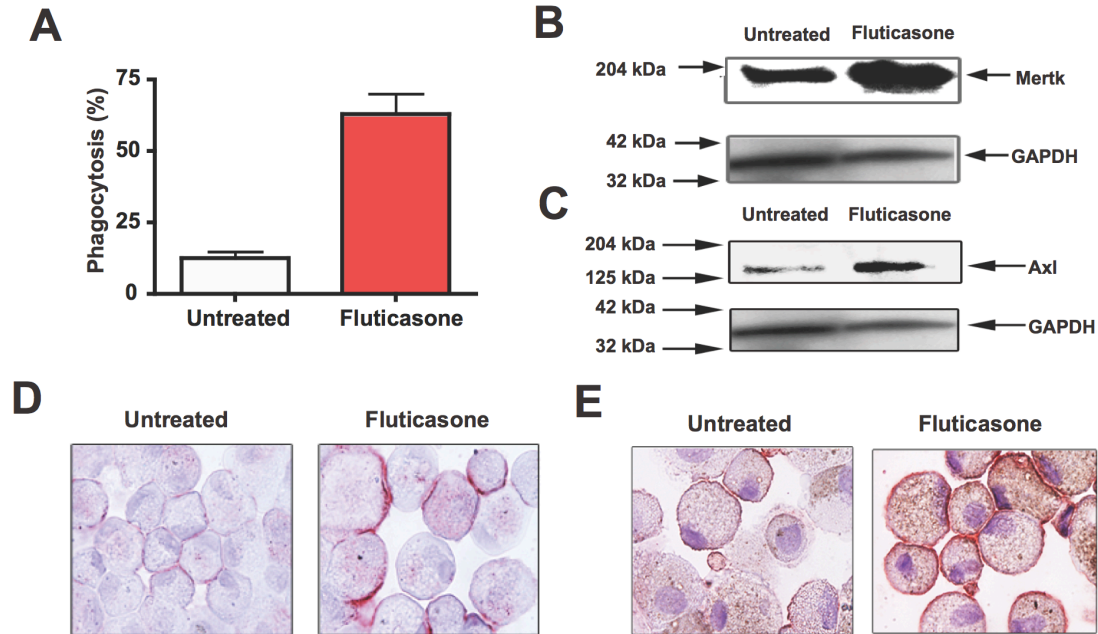 A
75
50
25
0
Phagocytosis (%)
Untreated Fluticasone
B
Untreated Fluticasone
204 kDa Mertk
42 kDa
GAPDH
32 kDa
C
Untreated Fluticasone
204 kDa
Axl
125 kDa
42 kDa
GAPDH
32 kDa
D
Untreated Fluticasone
E
Untreated Fluticasone